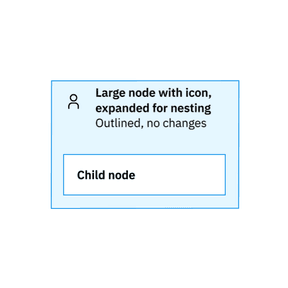 Large node with icon,
expanded for nesting
Outlined, no changes
Child node